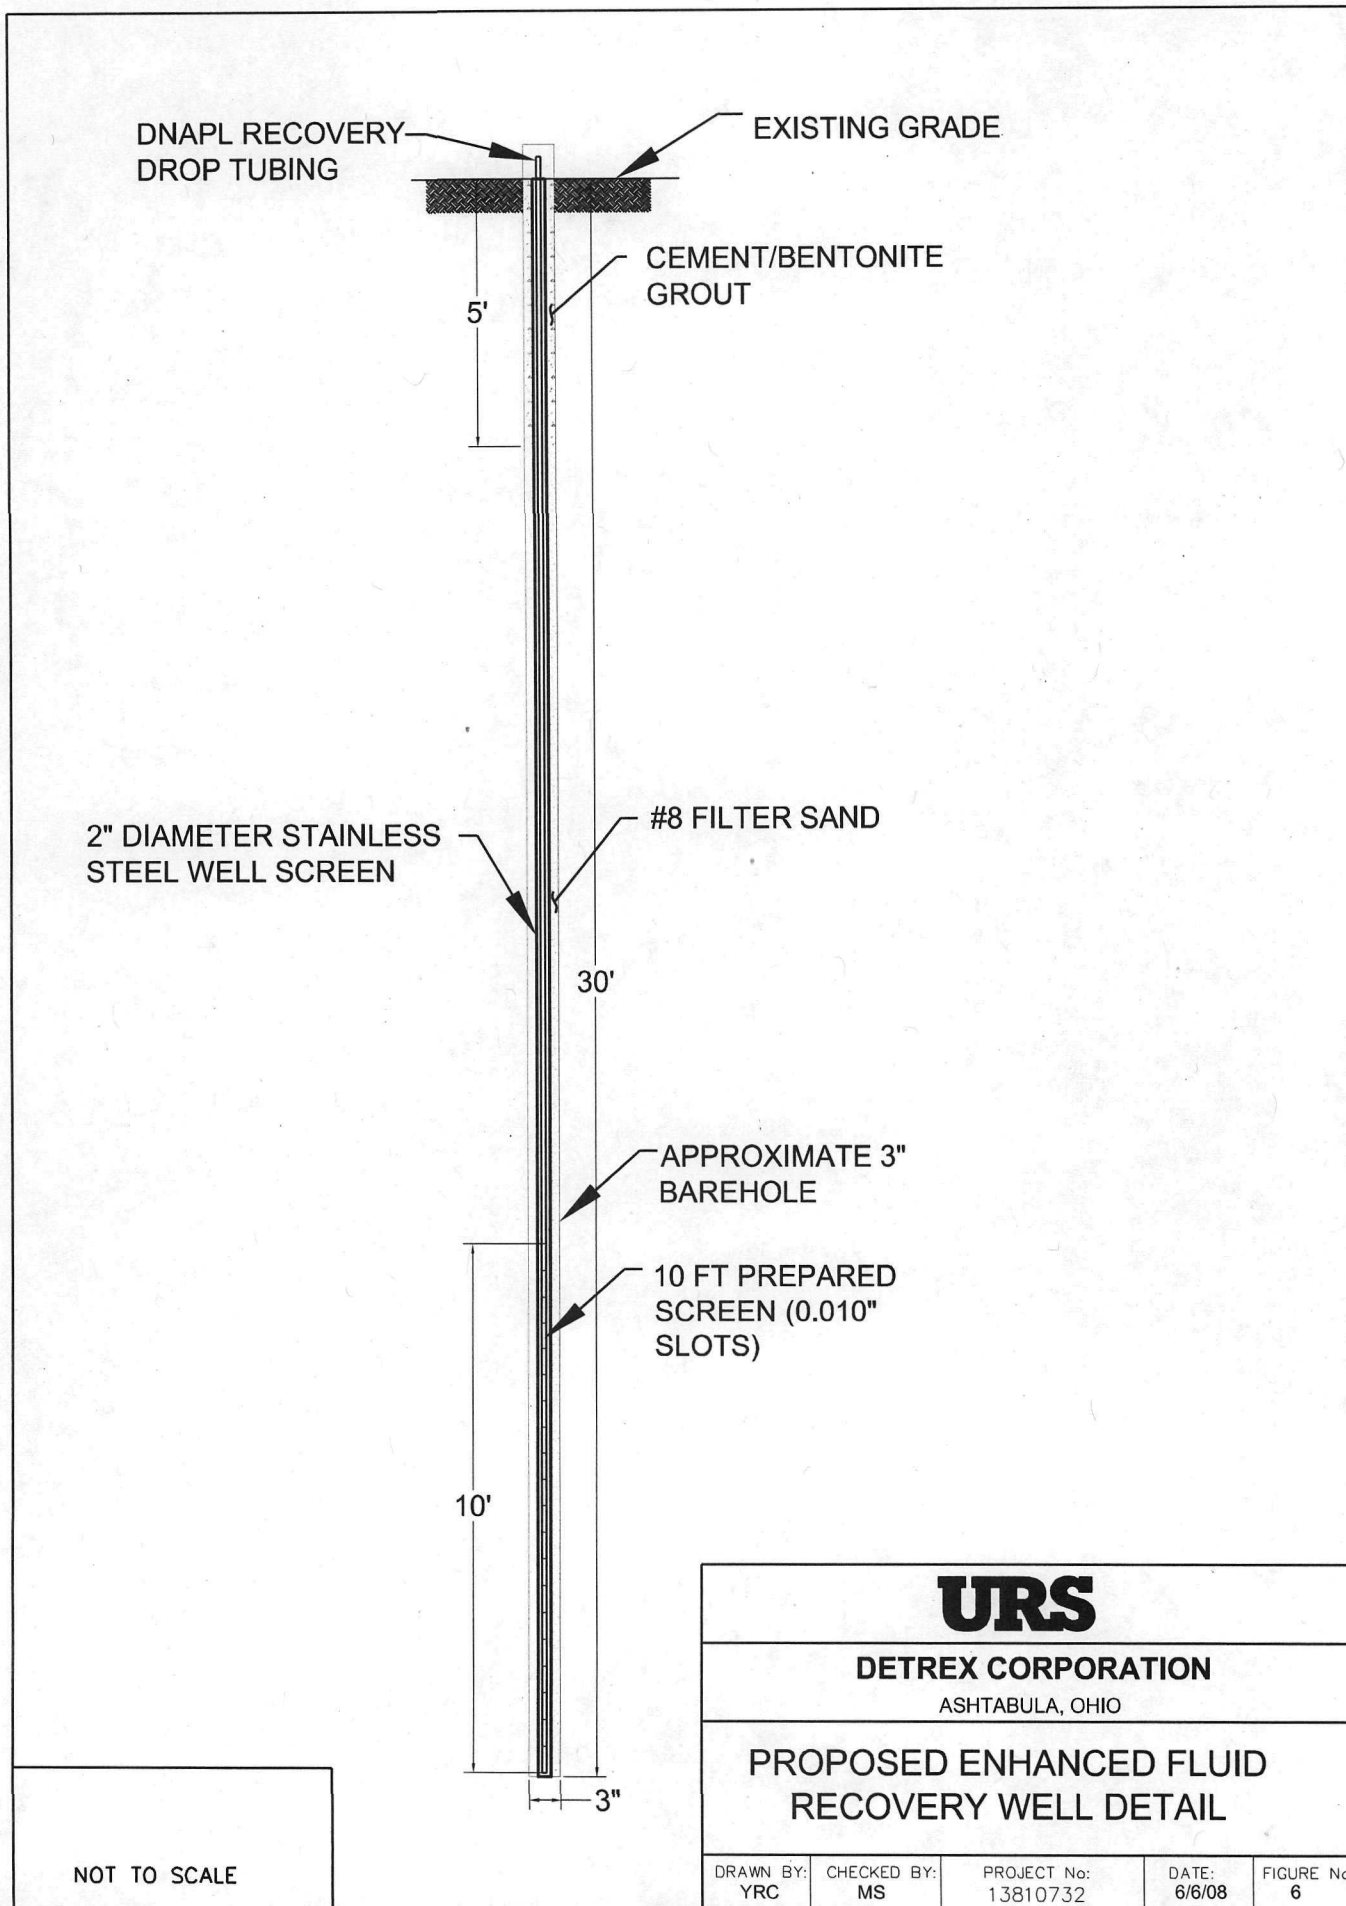 DNAPL RECOVERY
DROP TUBING
EXISTING GRADE
CEMENT/BENTONITE
GROUT
5'
2" DIAMETER STAINLESS
STEEL WELL SCREEN
#8 FILTER SAND
30'
APPROXIMATE 3"
BAREHOLE
10 FT PREPARED
SCREEN (0.010"
SLOTS)
10'
3"
NOT TO SCALE
URS
DETREX CORPORATION
ASHTABULA, OHIO
PROPOSED ENHANCED FLUID
RECOVERY WELL DETAIL
DRAWN BY:
YRC
CHECKED BY:
MS
PROJECT No:
13810732
DATE:
6/6/08
FIGURE No
6